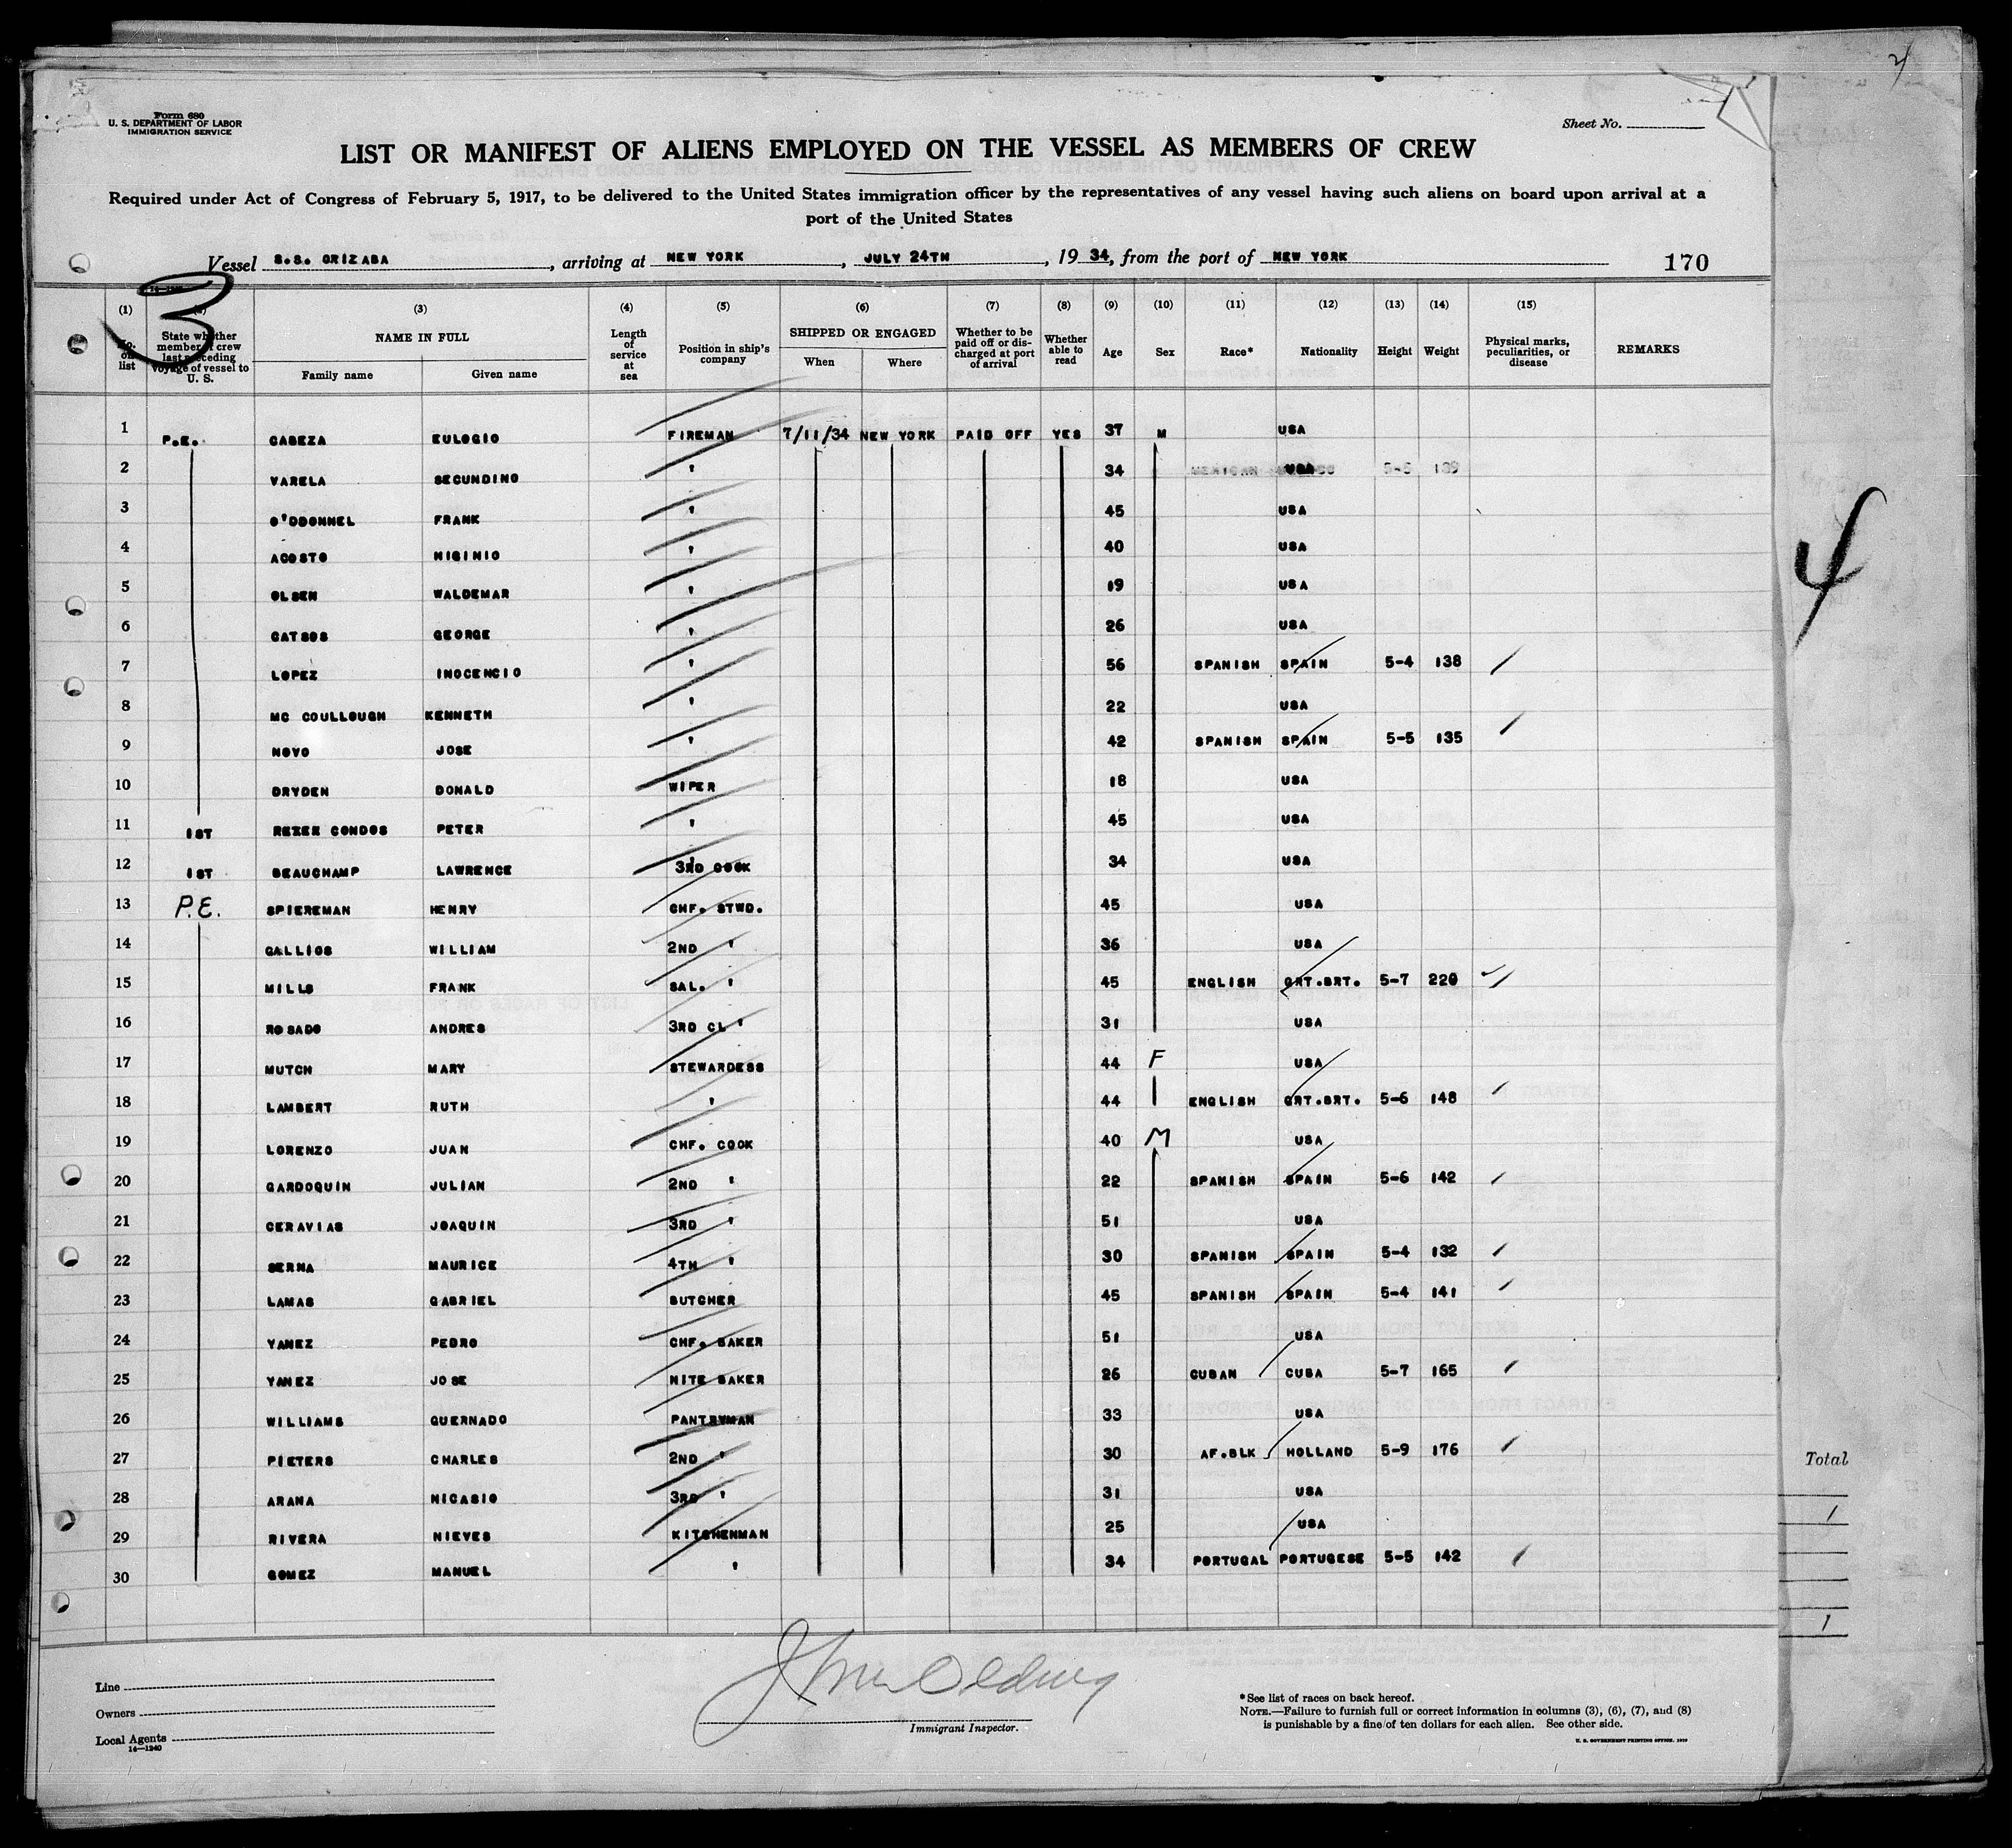 4
Form 680
U. S. DEPARTMENT OF LABOR
IMMIGRATION SERVICE
Sheet No.
LIST OR MANIFEST OF ALIENS EMPLOYED ON THE VESSEL AS MEMBERS OF CREW
Required under Act of Congress of February 5, 1917, to be delivered to the United States immigration officer by the representatives of any vessel having such aliens on board upon arrival at a
port of the United States
Vessel S.S. ORIZABA, arriving at NEW YORK, JULY 24TH, 19 34, from the port of NEW YORK 170
3
(1) No. on list
(2) State whether member of crew last preceding voyage of vessel to U. S.
(3) NAME IN FULL Family name Given name
(4) Length of service at sea
(5) Position in ship's company
(6) SHIPPED OR ENGAGED When Where
(7) Whether to be paid off or discharged at port of arrival
(8) Whether able to read
(9) Age
(10) Sex
(11) Race*
(12) Nationality
(13) Height
(14) Weight
(15) Physical marks, peculiarities, or disease
REMARKS
1 P.E. CABEZA EULOGIO FIREMAN 7/11/34 NEW YORK PAID OFF YES 37 M USA
2 VARELA SECUNDINO ' 34 USA
3 O'DDONNEL FRANK ' 45 USA
4 ACOSTO HIGINIO ' 40 USA
5 OLSEN WALDEMAR ' 19 USA
6 CATSOS GEORGE ' 26 USA
7 LOPEZ INOCENCIO ' 56 SPANISH SPAIN 5-4 138
8 MC COULLOUGH KENNETH ' 22 USA
9 NOVO JOSE ' 42 SPANISH SPAIN 5-5 135
10 DRYDEN DONALD WIPER 18 USA
11 1ST REZEE CONDOS PETER ' 45 USA
12 1ST BEAUCHAMP LAWRENCE 3RD COOK 34 USA
13 P.E. SPIEREMAN HENRY CHF. STWD. 45 USA
14 GALLIOS WILLIAM 2ND ' 36 USA
15 MILLS FRANK SAL. ' 45 ENGLISH GRT.BRT. 5-7 220
16 ROSADO ANDRES 3RD CL ' 31 USA
17 MUTCH MARY STEWARDESS 44 F USA
18 LAMBERT RUTH ' 44 ENGLISH GRT.BRT. 5-6 148
19 LORENZO JUAN CHF. COOK 40 M USA
20 GARDOQUIN JULIAN 2ND ' 22 SPANISH SPAIN 5-6 142
21 CERAVIAS JOAQUIN 3RD ' 51 USA
22 SERNA MAURICE 4TH ' 30 SPANISH SPAIN 5-4 132
23 LAMAS GABRIEL BUTCHER 45 SPANISH SPAIN 5-4 141
24 YANEZ PEDRO CHF. BAKER 51 USA
25 YANEZ JOSE NITE BAKER 26 CUBAN CUBA 5-7 165
26 WILLIAMS GUERNADO PANTRYMAN 33 USA
27 PIETERS CHARLES 2ND ' 30 AF.BLK HOLLAND 5-9 176
28 ARANA NICASIO 3RD ' 31 USA
29 RIVERA NIEVES KITCHENMAN 25 USA
30 GOMEZ MANUEL ' 34 PORTUGAL PORTUGESE 5-5 142
4
Total
1
1
Line
Owners
Local Agents
14—1240
Immigrant Inspector.
*See list of races on back hereof.
NOTE.—Failure to furnish full or correct information in columns (3), (6), (7), and (8)
is punishable by a fine of ten dollars for each alien. See other side.
U. S. GOVERNMENT PRINTING OFFICE. 1929